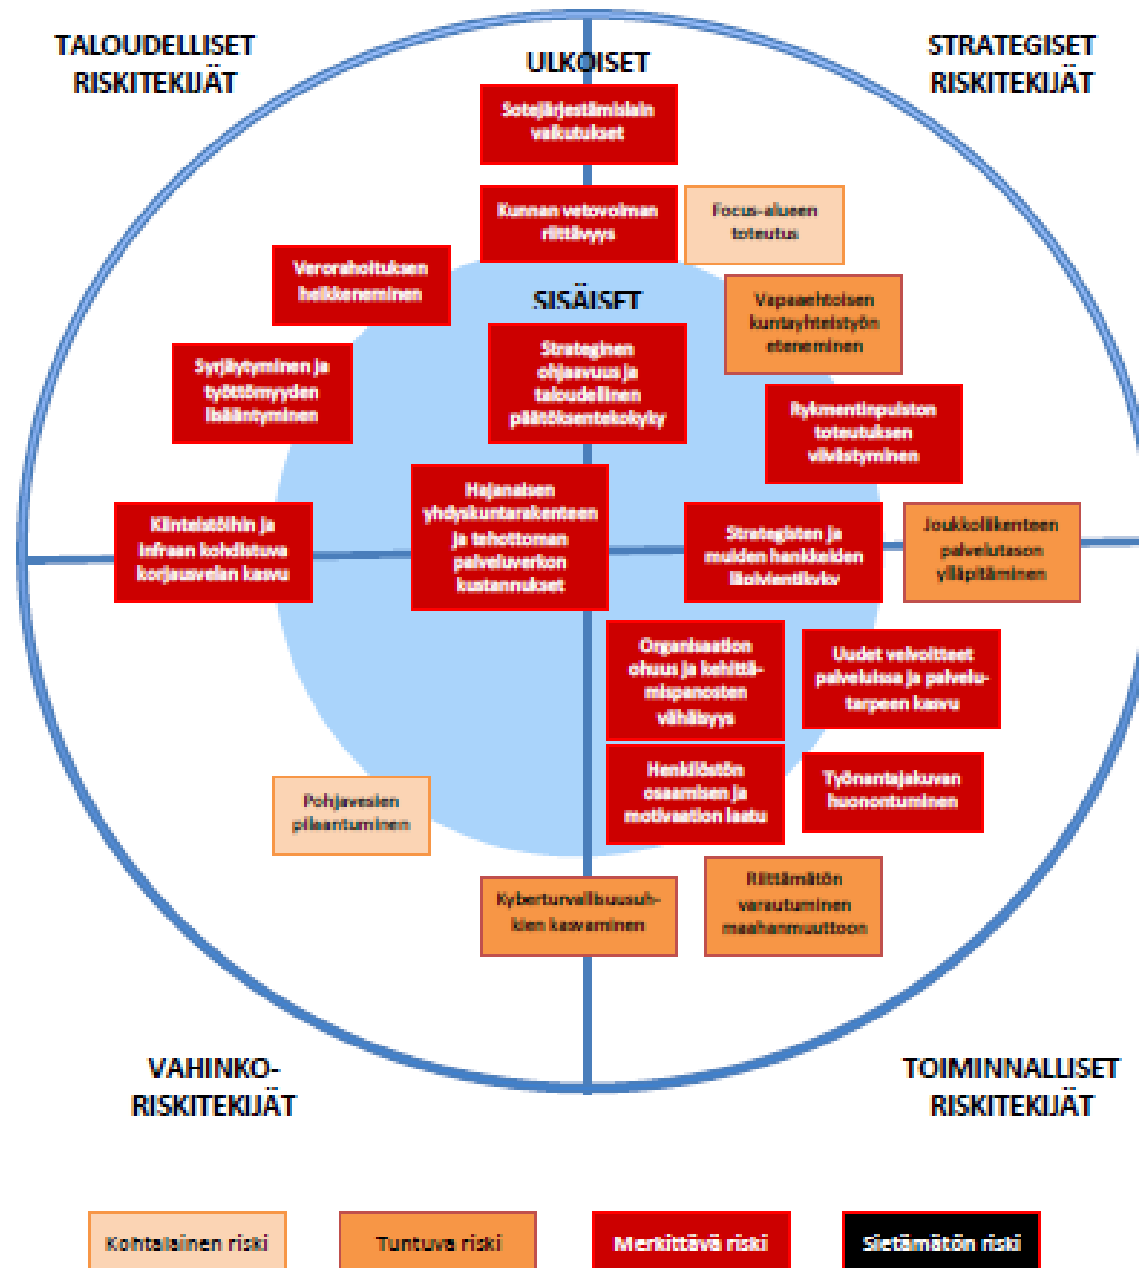 TALOUDELLISET
RISKITEKIJÄT
ULKOISET
STRATEGISET
RISKITEKIJÄT
Sotejärjestämislain
vaikutukset
Kunnan vetovoiman
riittävyys
Focus-alueen
toteutus
Verorahoituksen
heikkeneminen
SISÄISET
Vapaaehtoisen
kuntayhteistyön
eteneminen
Strateginen
ohjaavuus ja
taloudellinen
päätöksentekokyky
Syrjäytyminen ja
työttömyyden
lisääntyminen
Rykmentinpuiston
toteutuksen
viivästyminen
Hajanaisen
yhdyskuntarakenteen
ja tehottoman
palveluverkon
kustannukset
Kiinteistöihin ja
infraan kohdistuva
korjausvelan kasvu
Strategisten ja
muiden hankkeiden
läpivientikyky
Joukkoliikenteen
palvelutason
ylläpitäminen
Organisaation
ohuus ja kehittä-
mispanosten
vähäisyys
Uudet velvoitteet
palveluissa ja palvelu-
tarpeen kasvu
Henkilöstön
osaamisen ja
motivaation laatu
Työnantajakuvan
huonontuminen
Pohjavesien
pilaantuminen
Kyberturvallisuusuh-
kien kasvaminen
Riittämätön
varautuminen
maahanmuuttoon
VAHINKO-
RISKITEKIJÄT
TOIMINNALLISET
RISKITEKIJÄT
Kohtalainen riski
Tuntuva riski
Merkittävä riski
Sietämätön riski